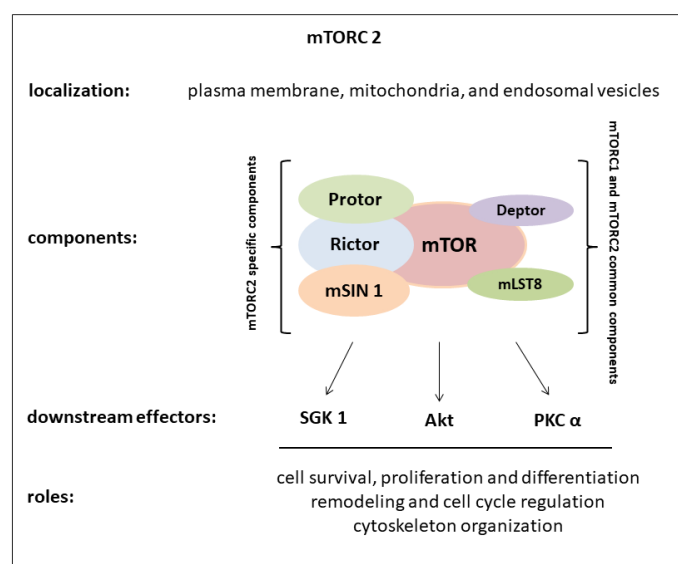 mTORC 2
localization: plasma membrane, mitochondria, and endosomal vesicles
components:
mTORC2 specific components
Protor
Rictor
mSIN 1
mTOR
Deptor
mLST8
mTORC1 and mTORC2 common components
downstream effectors: SGK 1 Akt PKC α
roles:
cell survival, proliferation and differentiation
remodeling and cell cycle regulation
cytoskeleton organization